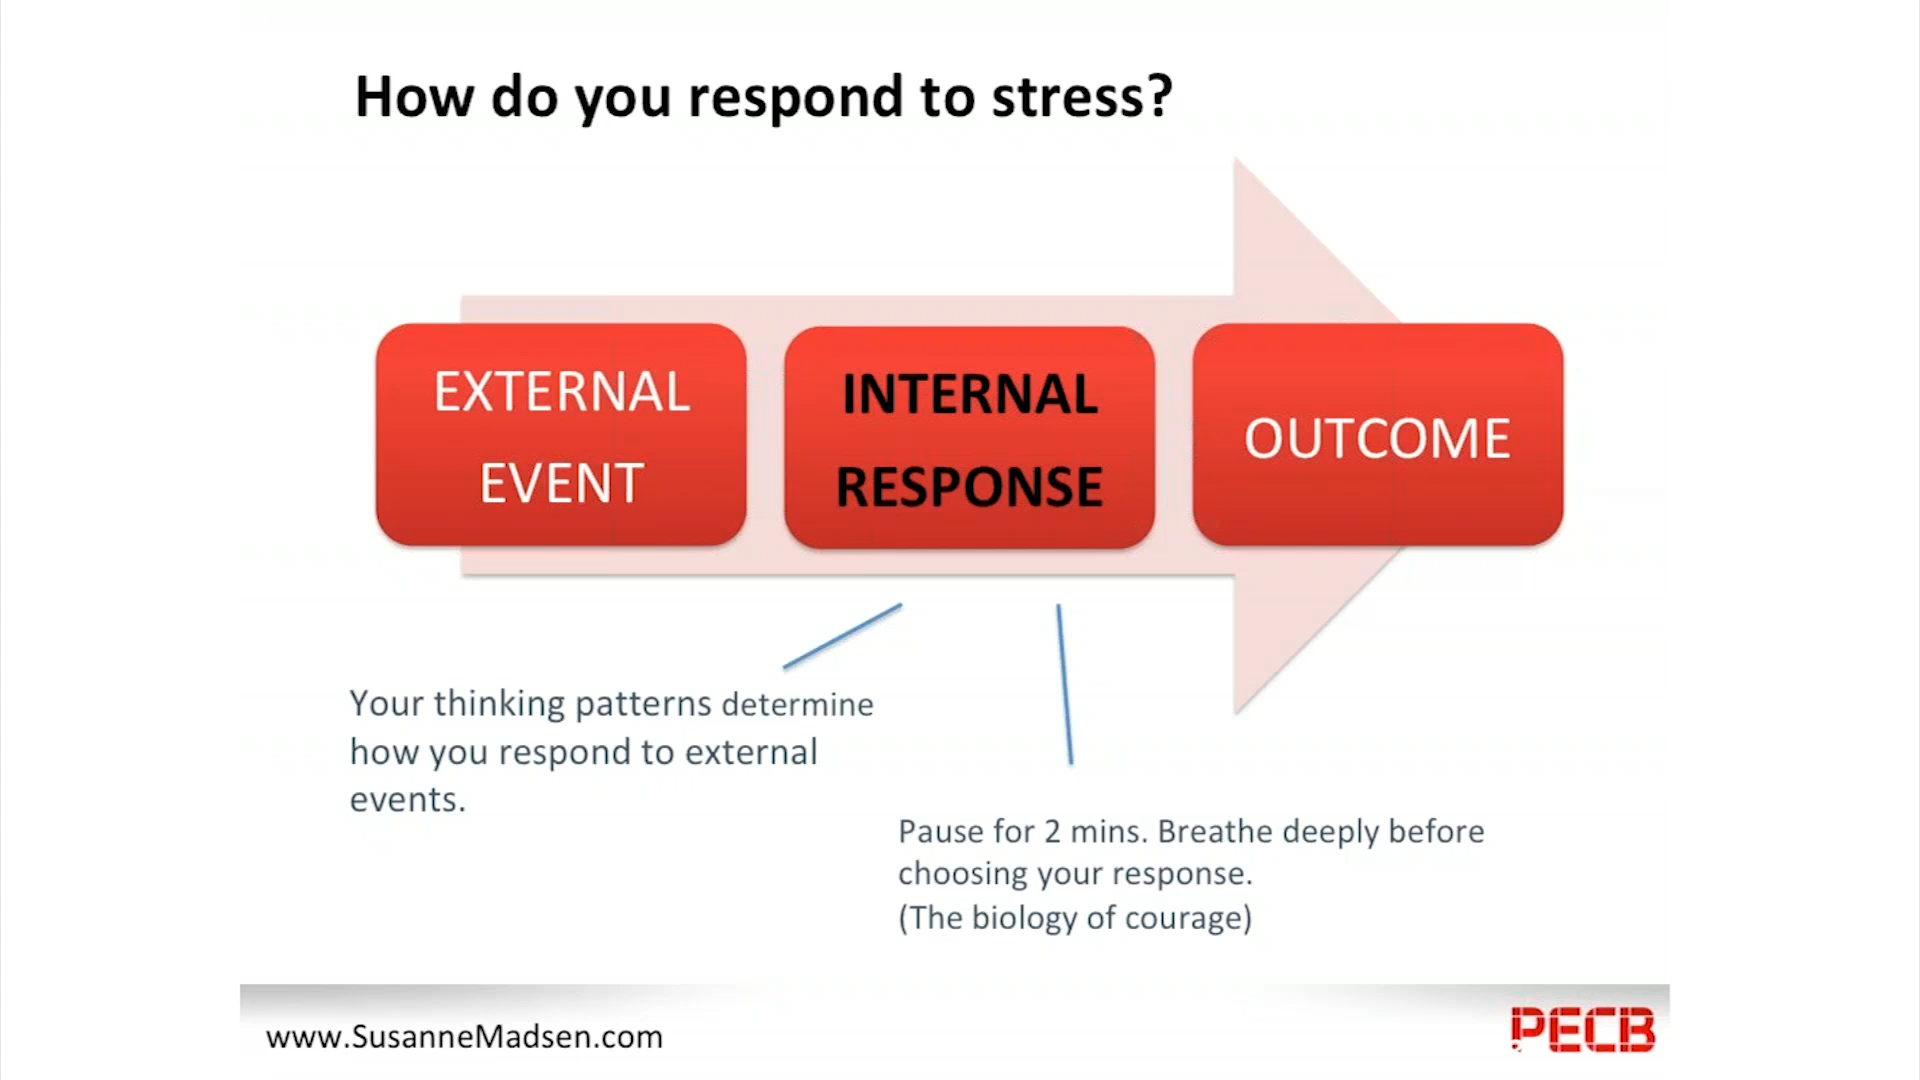 How do you respond to stress?
EXTERNAL
EVENT
INTERNAL
RESPONSE
OUTCOME
Your thinking patterns determine
how you respond to external
events.
Pause for 2 mins. Breathe deeply before
choosing your response.
(The biology of courage)
www.SusanneMadsen.com
PECB